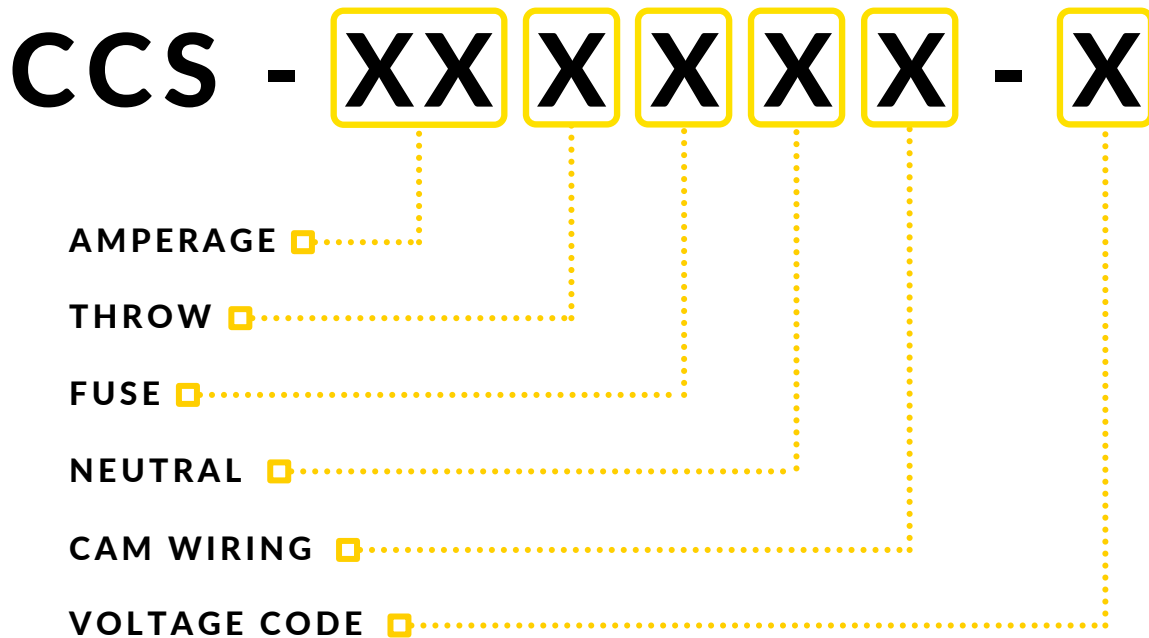 CCS - XX X X X X - X
AMPERAGE
THROW
FUSE
NEUTRAL
CAM WIRING
VOLTAGE CODE